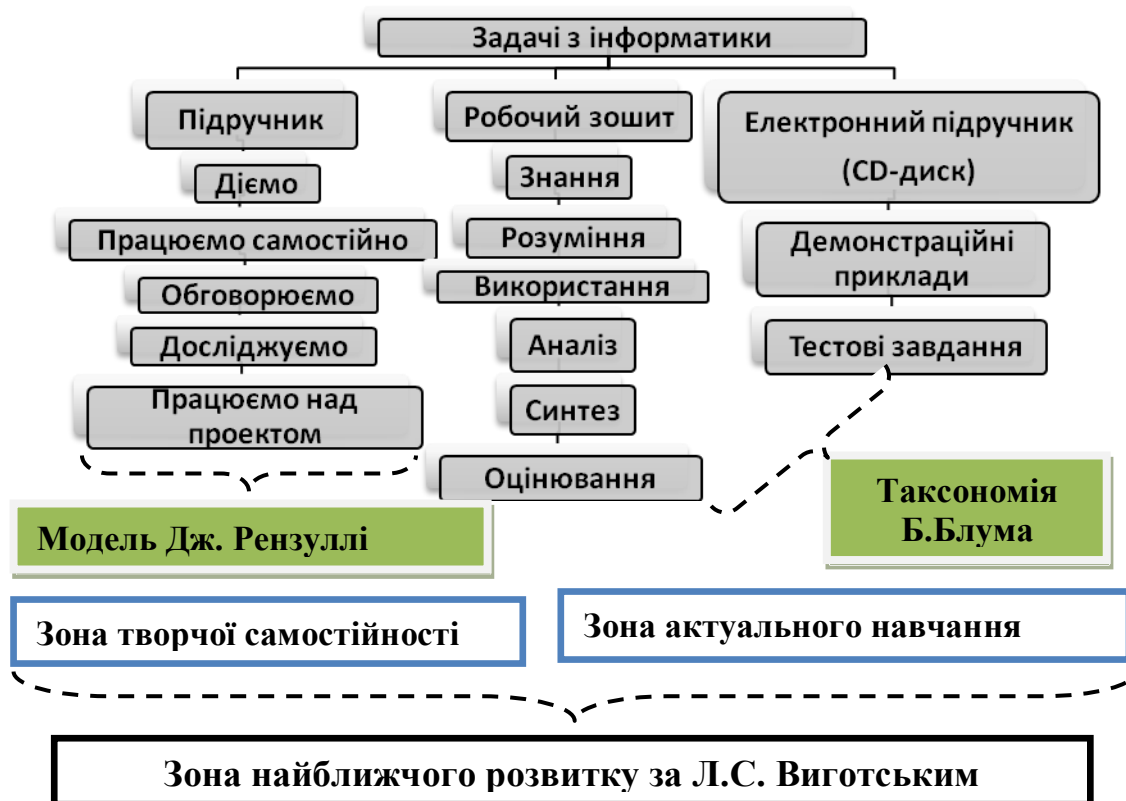 Задачі з інформатики
Підручник
Діємо
Працюємо самостійно
Обговорюємо
Досліджуємо
Працюємо над
проектом
Робочий зошит
Знання
Розуміння
Використання
Аналіз
Синтез
Оцінювання
Електронний підручник
(CD-диск)
Демонстраційні
приклади
Тестові завдання
Модель Дж. Рензуллі
Таксономія
Б.Блума
Зона творчої самостійності
Зона актуального навчання
Зона найближчого розвитку за Л.С. Виготським